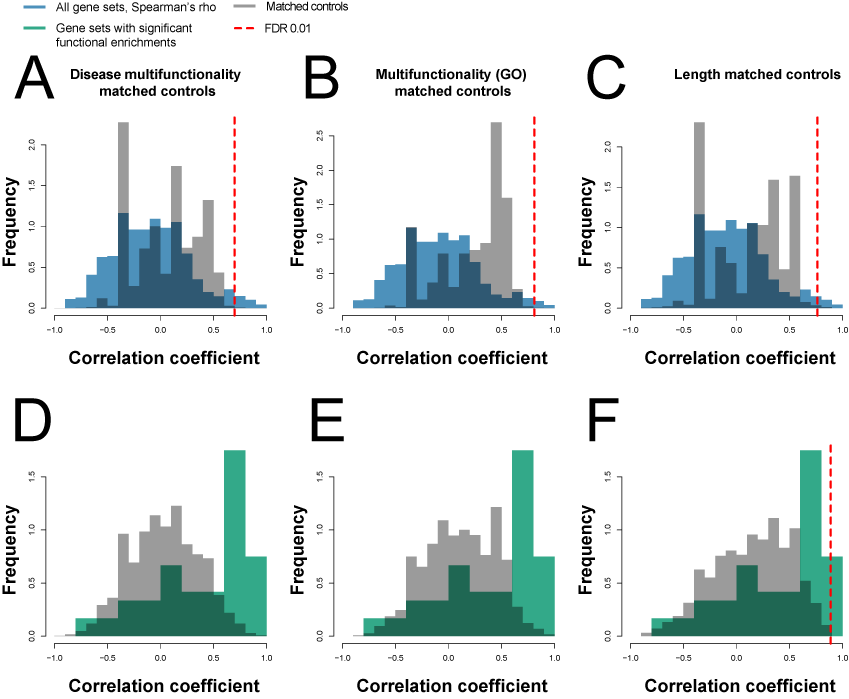 All gene sets, Spearman's rho
Matched controls
Gene sets with significant
functional enrichments
FDR 0.01
A
Disease multifunctionality
matched controls
B
Multifunctionality (GO)
matched controls
C
Length matched controls
Frequency
0.0 0.5 1.0 1.5 2.0
−1.0 −0.5 0.0 0.5 1.0
Correlation coefficient
Frequency
0.0 0.5 1.0 1.5 2.0 2.5
−1.0 −0.5 0.0 0.5 1.0
Correlation coefficient
Frequency
0.0 0.5 1.0 1.5 2.0
−1.0 −0.5 0.0 0.5 1.0
Correlation coefficient
D
Frequency
0.0 0.5 1.0 1.5
−1.0 −0.5 0.0 0.5 1.0
Correlation coefficient
E
Frequency
0.0 0.5 1.0 1.5
−1.0 −0.5 0.0 0.5 1.0
Correlation coefficient
F
Frequency
0.0 0.5 1.0 1.5
−1.0 −0.5 0.0 0.5 1.0
Correlation coefficient